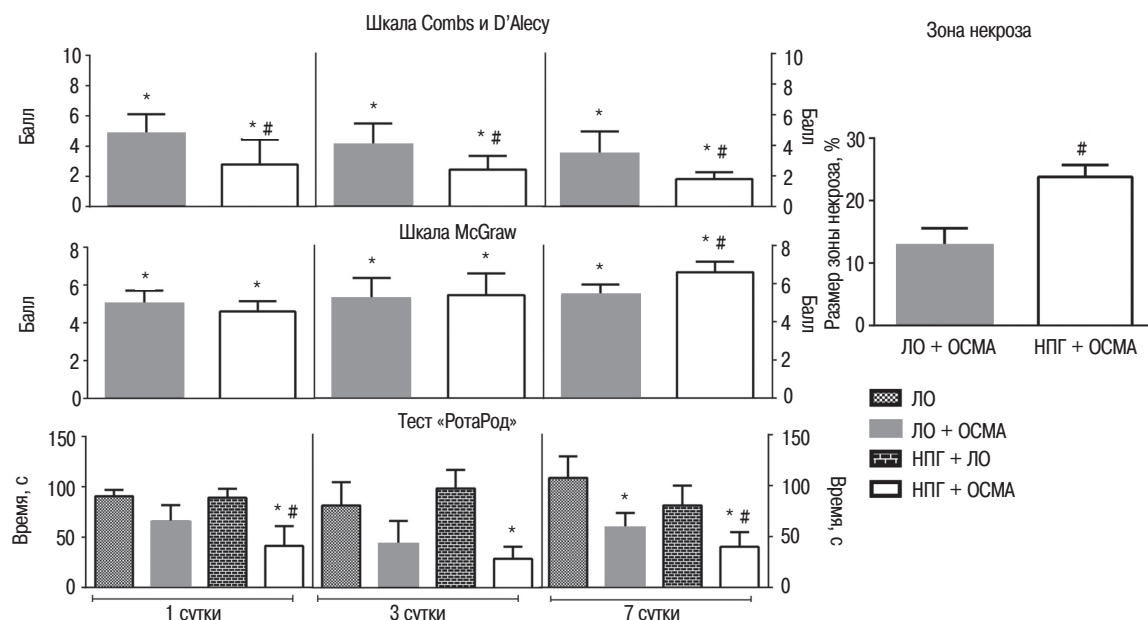 Шкала Combs и D'Alecy
Балл
10
8
6
4
2
0
*
* #
*
* #
*
* #
10
8
6
4
2
0
Балл
Шкала McGraw
Балл
8
6
4
2
0
*
*
*
*
*
* #
8
6
4
2
0
Балл
Тест «РотаРод»
Время, с
150
100
50
0
* #
*
*
* #
150
100
50
0
Время, с
1 сутки
3 сутки
7 сутки
Зона некроза
Размер зоны некроза, %
30
20
10
0
#
ЛО + ОСМА
НПГ + ОСМА
ЛО
ЛО + ОСМА
НПГ + ЛО
НПГ + ОСМА